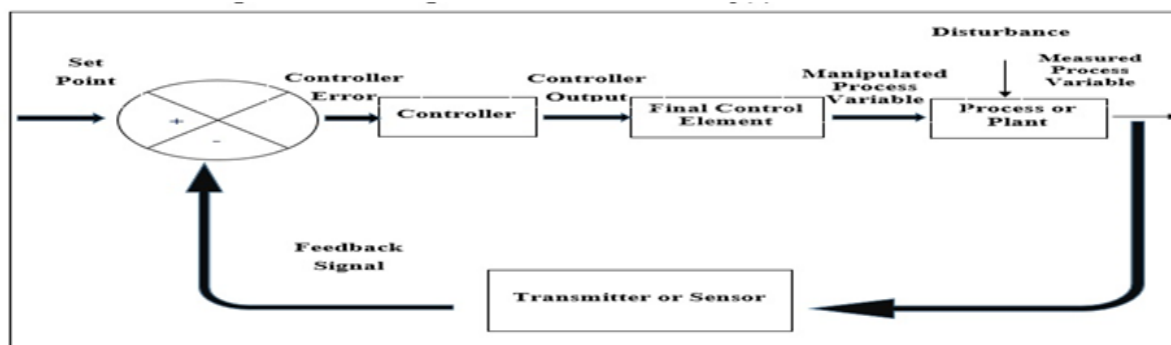 Disturbance
Set
Point
Controller
Error
Controller
Output
Manipulated
Process
Variable
Measured
Process
Variable
+
-
Controller
Final Control
Element
Process or
Plant
Feedback
Signal
Transmitter or Sensor